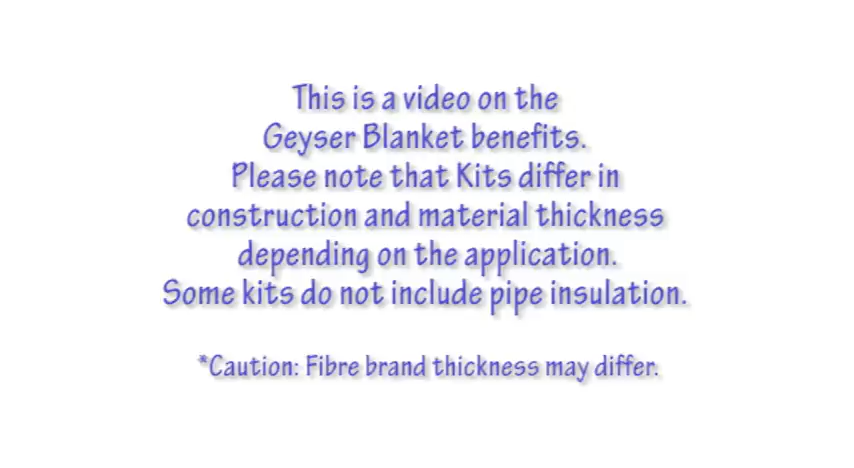 This is a video on the
Geyser Blanket benefits.
Please note that Kits differ in
construction and material thickness
depending on the application.
Some kits do not include pipe insulation.
*Caution: Fibre brand thickness may differ.